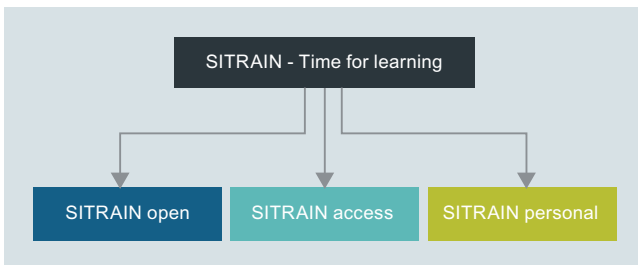 SITRAIN - Time for learning
SITRAIN open
SITRAIN access
SITRAIN personal